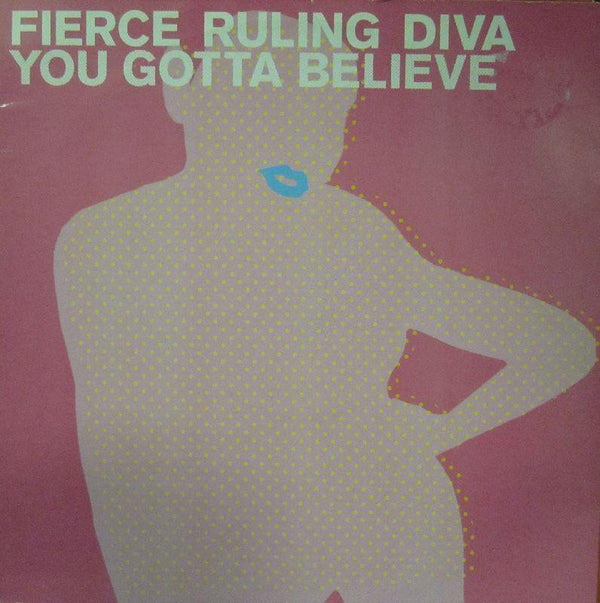 FIERCE RULING DIVA
YOU GOTTA BELIEVE